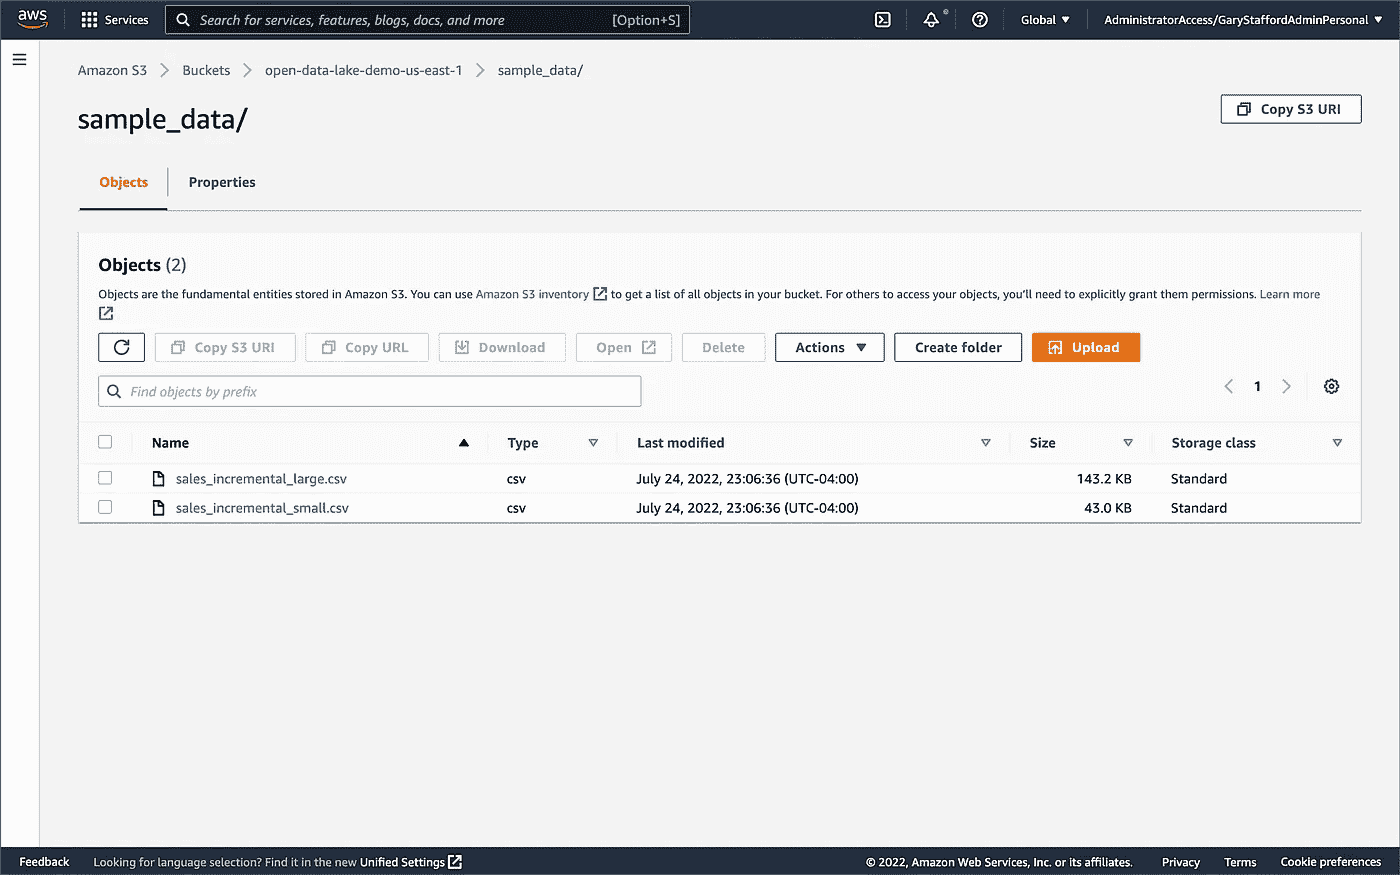 aws Services Search for services, features, blogs, docs, and more [Option+S] Global AdministratorAccess/GaryStaffordAdminPersonal
Amazon S3 Buckets open-data-lake-demo-us-east-1 sample_data/
sample_data/
Copy S3 URI
Objects Properties
Objects (2)
Objects are the fundamental entities stored in Amazon S3. You can use Amazon S3 inventory to get a list of all objects in your bucket. For others to access your objects, you'll need to explicitly grant them permissions. Learn more
Copy S3 URI Copy URL Download Open Delete Actions Create folder Upload
Find objects by prefix 1
Name Type Last modified Size Storage class
sales_incremental_large.csv csv July 24, 2022, 23:06:36 (UTC-04:00) 143.2 KB Standard
sales_incremental_small.csv csv July 24, 2022, 23:06:36 (UTC-04:00) 43.0 KB Standard
Feedback Looking for language selection? Find it in the new Unified Settings © 2022, Amazon Web Services, Inc. or its affiliates. Privacy Terms Cookie preferences